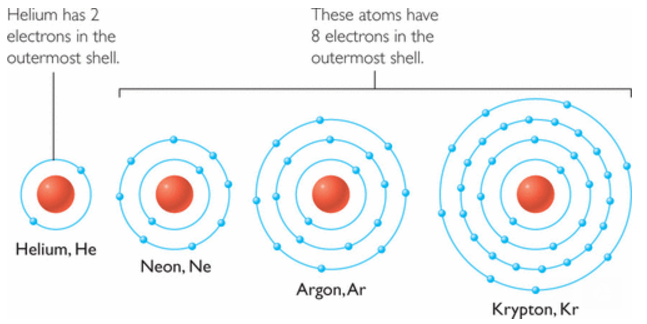 Helium has 2
electrons in the
outermost shell.
These atoms have
8 electrons in the
outermost shell.
Helium, He
Neon, Ne
Argon, Ar
Krypton, Kr